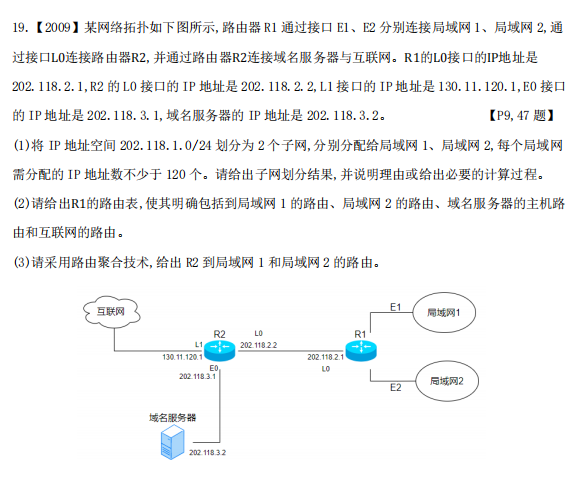 19.【2009】某网络拓扑如下图所示,路由器 R1 通过接口 E1、E2 分别连接局域网 1、局域网 2,通
过接口L0连接路由器R2,并通过路由器R2连接域名服务器与互联网。R1的L0接口的IP地址是
202.118.2.1,R2 的 L0 接口的 IP 地址是 202.118.2.2,L1 接口的 IP 地址是 130.11.120.1,E0 接口
的 IP 地址是 202.118.3.1,域名服务器的 IP 地址是 202.118.3.2。 【P9,47 题】
(1)将 IP 地址空间 202.118.1.0/24 划分为 2 个子网,分别分配给局域网 1、局域网 2,每个局域网
需分配的 IP 地址数不少于 120 个。请给出子网划分结果,并说明理由或给出必要的计算过程。
(2)请给出R1的路由表,使其明确包括到局域网 1 的路由、局域网 2 的路由、域名服务器的主机路
由和互联网的路由。
(3)请采用路由聚合技术,给出 R2 到局域网 1 和局域网 2 的路由。
互联网
E1
局域网1
R2
L0
R1
L1
202.118.2.2
130.11.120.1
202.118.2.1
E0
L0
202.118.3.1
局域网2
E2
域名服务器
202.118.3.2